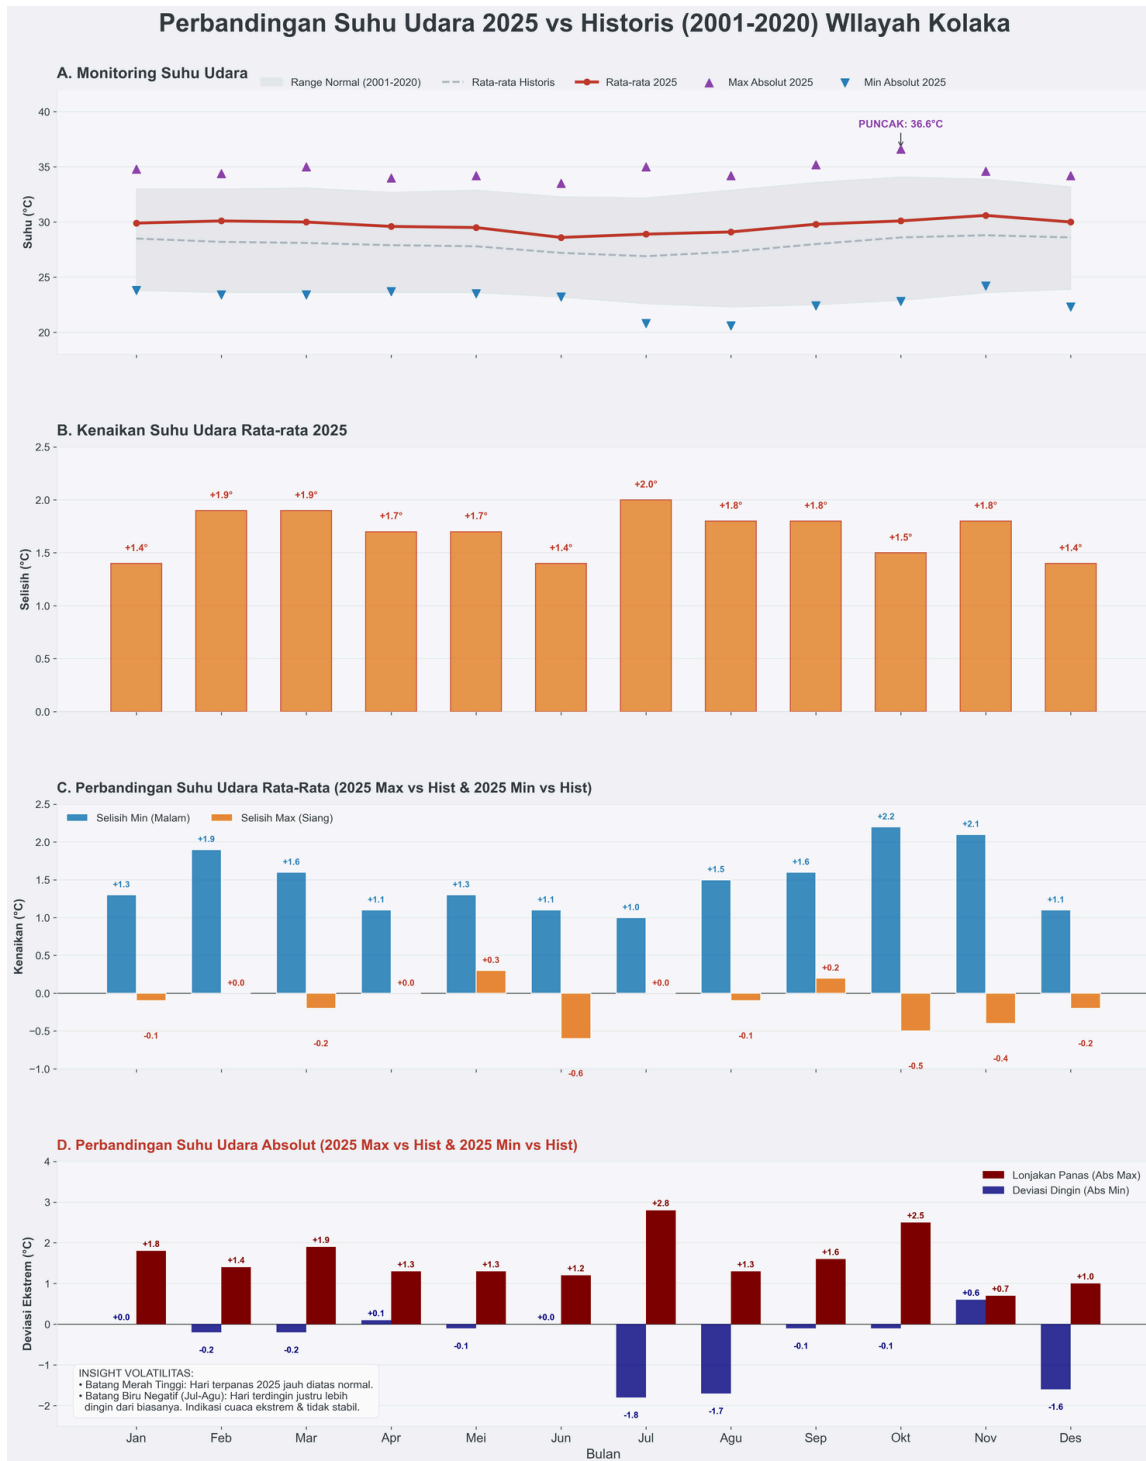 Perbandingan Suhu Udara 2025 vs Historis (2001-2020) WIlayah Kolaka
A. Monitoring Suhu Udara
Range Normal (2001-2020)
Rata-rata Historis
Rata-rata 2025
Max Absolut 2025
Min Absolut 2025
PUNCAK: 36.6°C
Suhu (°C)
40
35
30
25
20
B. Kenaikan Suhu Udara Rata-rata 2025
Selisih (°C)
2.5
2.0
1.5
1.0
0.5
0.0
+1.4°
+1.9°
+1.9°
+1.7°
+1.7°
+1.4°
+2.0°
+1.8°
+1.8°
+1.5°
+1.8°
+1.4°
C. Perbandingan Suhu Udara Rata-Rata (2025 Max vs Hist & 2025 Min vs Hist)
Selisih Min (Malam)
Selisih Max (Siang)
Kenaikan (°C)
2.5
2.0
1.5
1.0
0.5
0.0
−0.5
−1.0
+1.3
+1.9
+1.6
+1.1
+1.3
+1.1
+1.0
+1.5
+1.6
+2.2
+2.1
+1.1
-0.1
+0.0
-0.2
+0.0
+0.3
-0.6
+0.0
-0.1
+0.2
-0.5
-0.4
-0.2
D. Perbandingan Suhu Udara Absolut (2025 Max vs Hist & 2025 Min vs Hist)
Lonjakan Panas (Abs Max)
Deviasi Dingin (Abs Min)
Deviasi Ekstrem (°C)
4
3
2
1
0
−1
−2
+0.0
-0.2
-0.2
+0.1
-0.1
+0.0
-1.8
-1.7
-0.1
-0.1
+0.6
-1.6
+1.8
+1.4
+1.9
+1.3
+1.3
+1.2
+2.8
+1.3
+1.6
+2.5
+0.7
+1.0
INSIGHT VOLATILITAS:
• Batang Merah Tinggi: Hari terpanas 2025 jauh diatas normal.
• Batang Biru Negatif (Jul-Agu): Hari terdingin justru lebih
dingin dari biasanya. Indikasi cuaca ekstrem & tidak stabil.
Jan
Feb
Mar
Apr
Mei
Jun
Jul
Agu
Sep
Okt
Nov
Des
Bulan